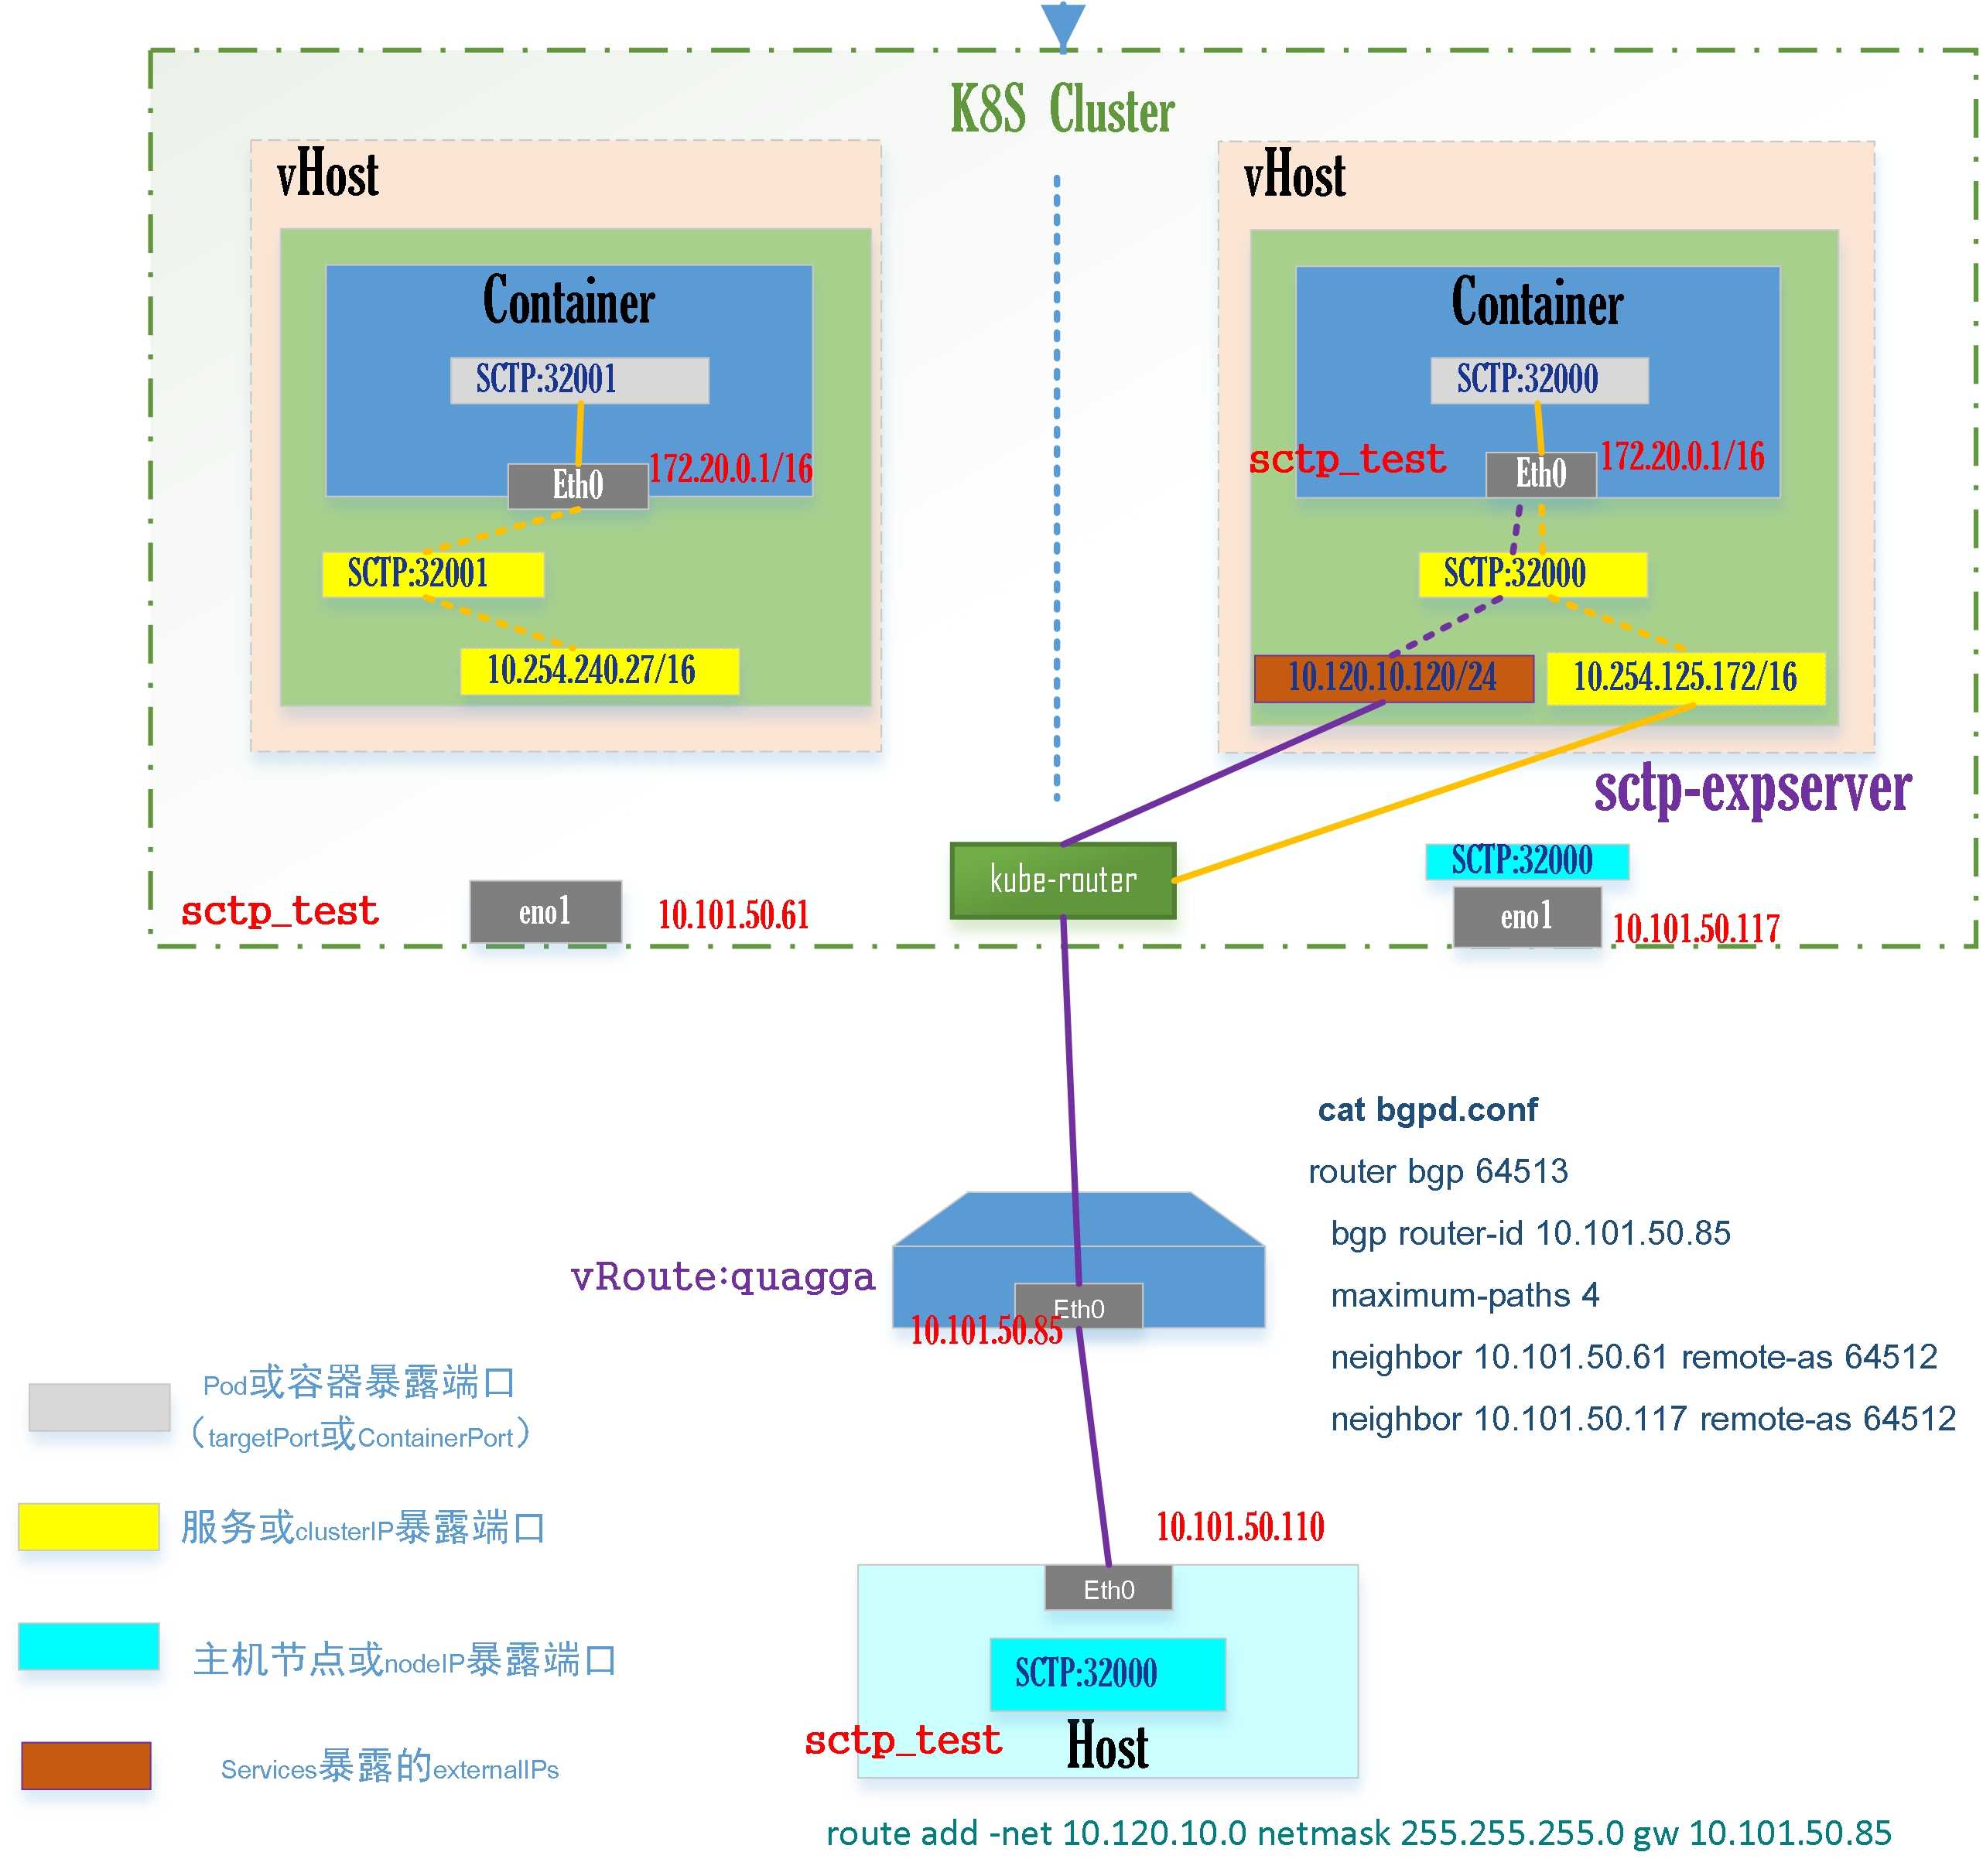 K8S Cluster
vHost
Container
SCTP:32001
Eth0
172.20.0.1/16
SCTP:32001
10.254.240.27/16
vHost
Container
SCTP:32000
sctp_test
Eth0
172.20.0.1/16
SCTP:32000
10.120.10.120/24
10.254.125.172/16
sctp-expserver
kube-router
SCTP:32000
sctp_test
eno1
10.101.50.61
eno1
10.101.50.117
cat bgpd.conf
router bgp 64513
bgp router-id 10.101.50.85
maximum-paths 4
neighbor 10.101.50.61 remote-as 64512
neighbor 10.101.50.117 remote-as 64512
vRoute:quagga
Eth0
10.101.50.85
Pod或容器暴露端口
（targetPort或ContainerPort）
服务或clusterIP暴露端口
主机节点或nodeIP暴露端口
Services暴露的externalIPs
10.101.50.110
Eth0
SCTP:32000
sctp_test
Host
route add -net 10.120.10.0 netmask 255.255.255.0 gw 10.101.50.85